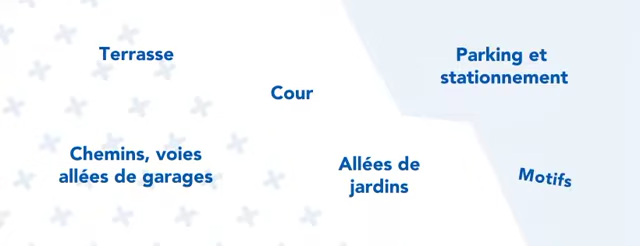 Terrasse
Parking et
stationnement
Cour
Chemins, voies
allées de garages
Allées de
jardins
Motifs